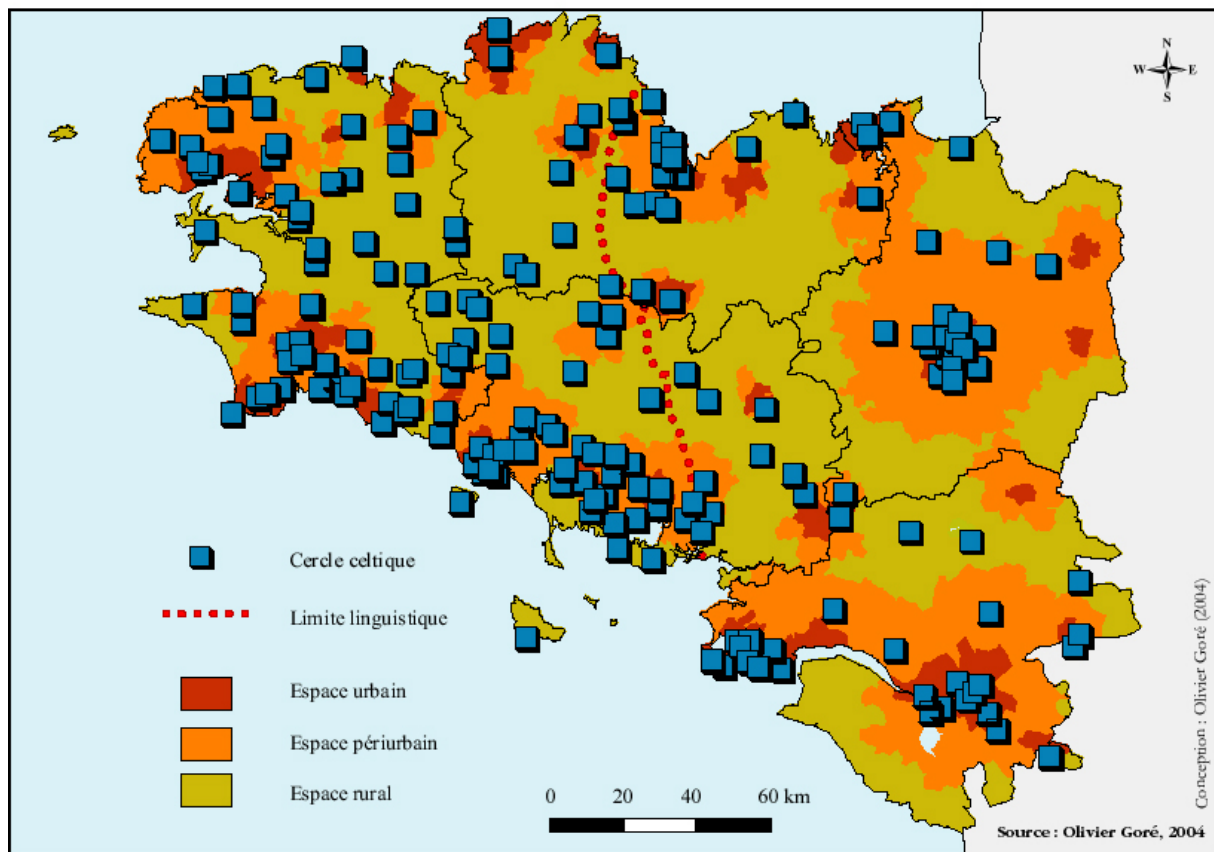 N
W E
S
Cercle celtique
Limite linguistique
Espace urbain
Espace périurbain
Espace rural
0 20 40 60 km
Conception : Olivier Goré (2004)
Source : Olivier Goré, 2004